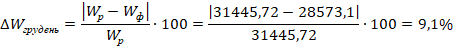 ΔW_грудень = |W_р − W_ф| / W_р · 100 = |31445,72 − 28573,1| / 31445,72 · 100 = 9,1%